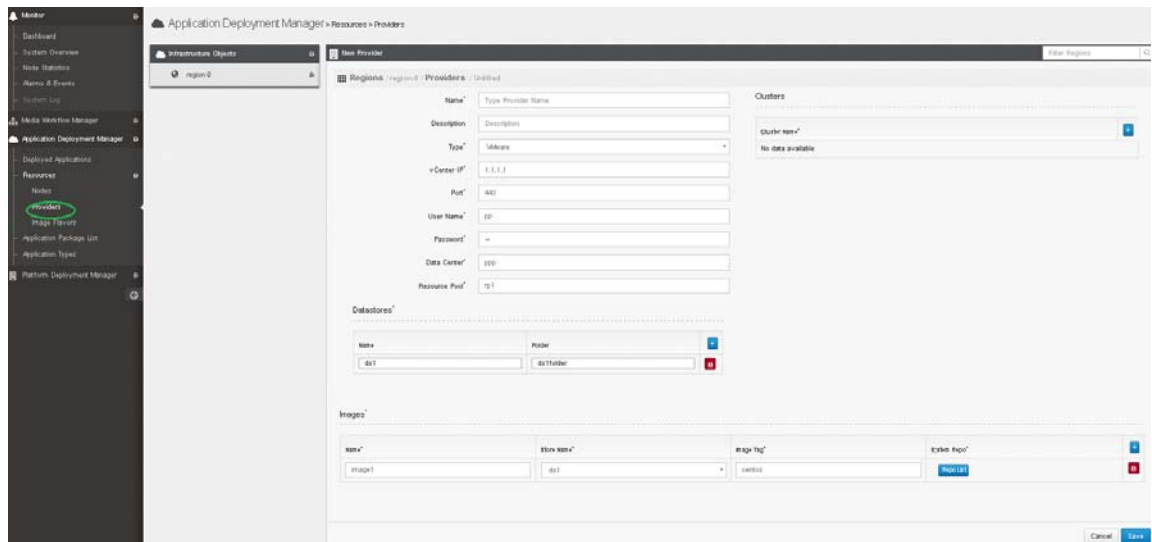 Monitor
Dashboard
System Overview
Node Statistics
Alarms & Events
System Log
Media Workflow Manager
Application Deployment Manager
Deployed Applications
Resources
Nodes
Providers
Image Flavors
Application Package List
Application Types
Platform Deployment Manager
Application Deployment Manager » Resources » Providers
Infrastructure Objects
region-0
New Provider
Filter Regions
Regions / region-0 / Providers / Untitled
Name*
Type Provider Name
Description
Description
Type*
VMware
vCenter IP*
1.1.1.1
Port*
443
User Name*
pp
Password*
Data Center*
ppp
Resource Pool*
rp1
Clusters
Cluster Name*
No data available
Datastores*
Name
Folder
ds1
ds1folder
Images*
Name*
Store Name*
Image Tag*
System Repo*
image1
ds1
centos
Repo List
Cancel
Save